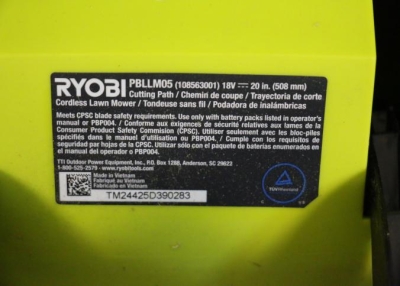 RYOBI PBLLM05 (108563001) 18V ⎓ 20 in. (508 mm)
Cutting Path / Chemin de coupe / Trayectoria de corte
Cordless Lawn Mower / Tondeuse sans fil / Podadora de inalámbricas
Meets CPSC blade safety requirements. Use only with battery packs listed in operator's
manual or PBP004. / Conforme aux exigences de sécurité relatives aux lames de la
Consumer Product Safety Commision (CPSC). Utiliser seulement avec les bloc-piles
énumérés dans le manuel d'utilisation ou PBP004. / Cumple con los requisitos de
seguridad par hojas de la CPSC. Utilizar sólo con el paquete de baterías enumerado en
el manual del operador o PBP004.
TTI Outdoor Power Equipment, Inc. P.O. Box 1288, Anderson, SC 29622
1-800-525-2579 www.ryobitools.com
Made in Vietnam
Fabriqué au Vietnam
Hecho en Vietnam
TM24425D390283